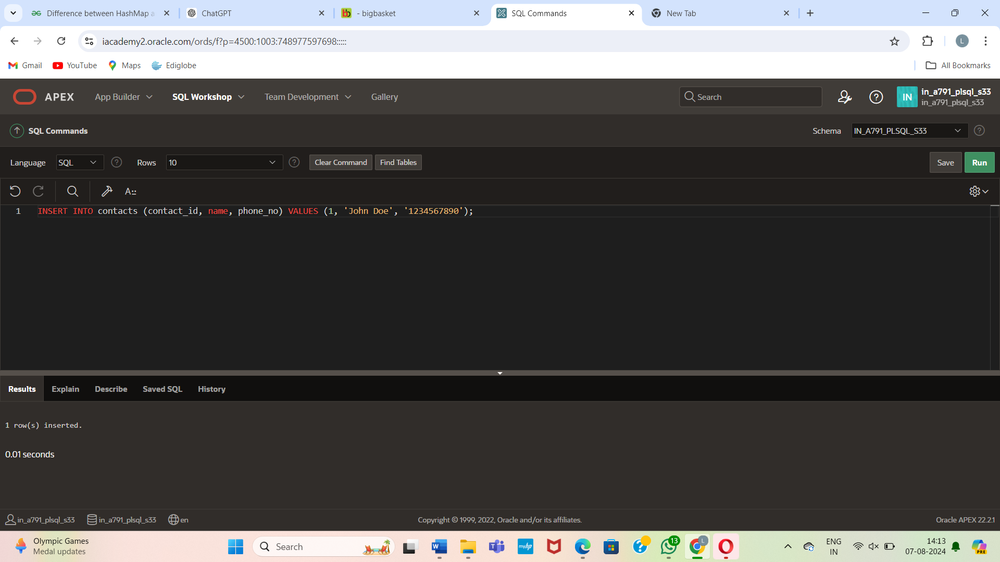 Difference between HashMap a
ChatGPT
bb - bigbasket
SQL Commands
New Tab
iacademy2.oracle.com/ords/f?p=4500:1003:748977597698:::::
L
Gmail YouTube Maps Ediglobe
All Bookmarks
APEX App Builder SQL Workshop Team Development Gallery
Search
IN in_a791_plsql_s33
in_a791_plsql_s33
SQL Commands
Schema IN_A791_PLSQL_S33 ?
Language SQL ? Rows 10 ? Clear Command Find Tables
Save Run
A::
1 INSERT INTO contacts (contact_id, name, phone_no) VALUES (1, 'John Doe', '1234567890');
Results Explain Describe Saved SQL History
1 row(s) inserted.
0.01 seconds
in_a791_plsql_s33 in_a791_plsql_s33 en
Copyright © 1999, 2022, Oracle and/or its affiliates.
Oracle APEX 22.2.1
Olympic Games
Medal updates
Search
W
myhp
13
L
ENG
IN
14:13
07-08-2024
PRE